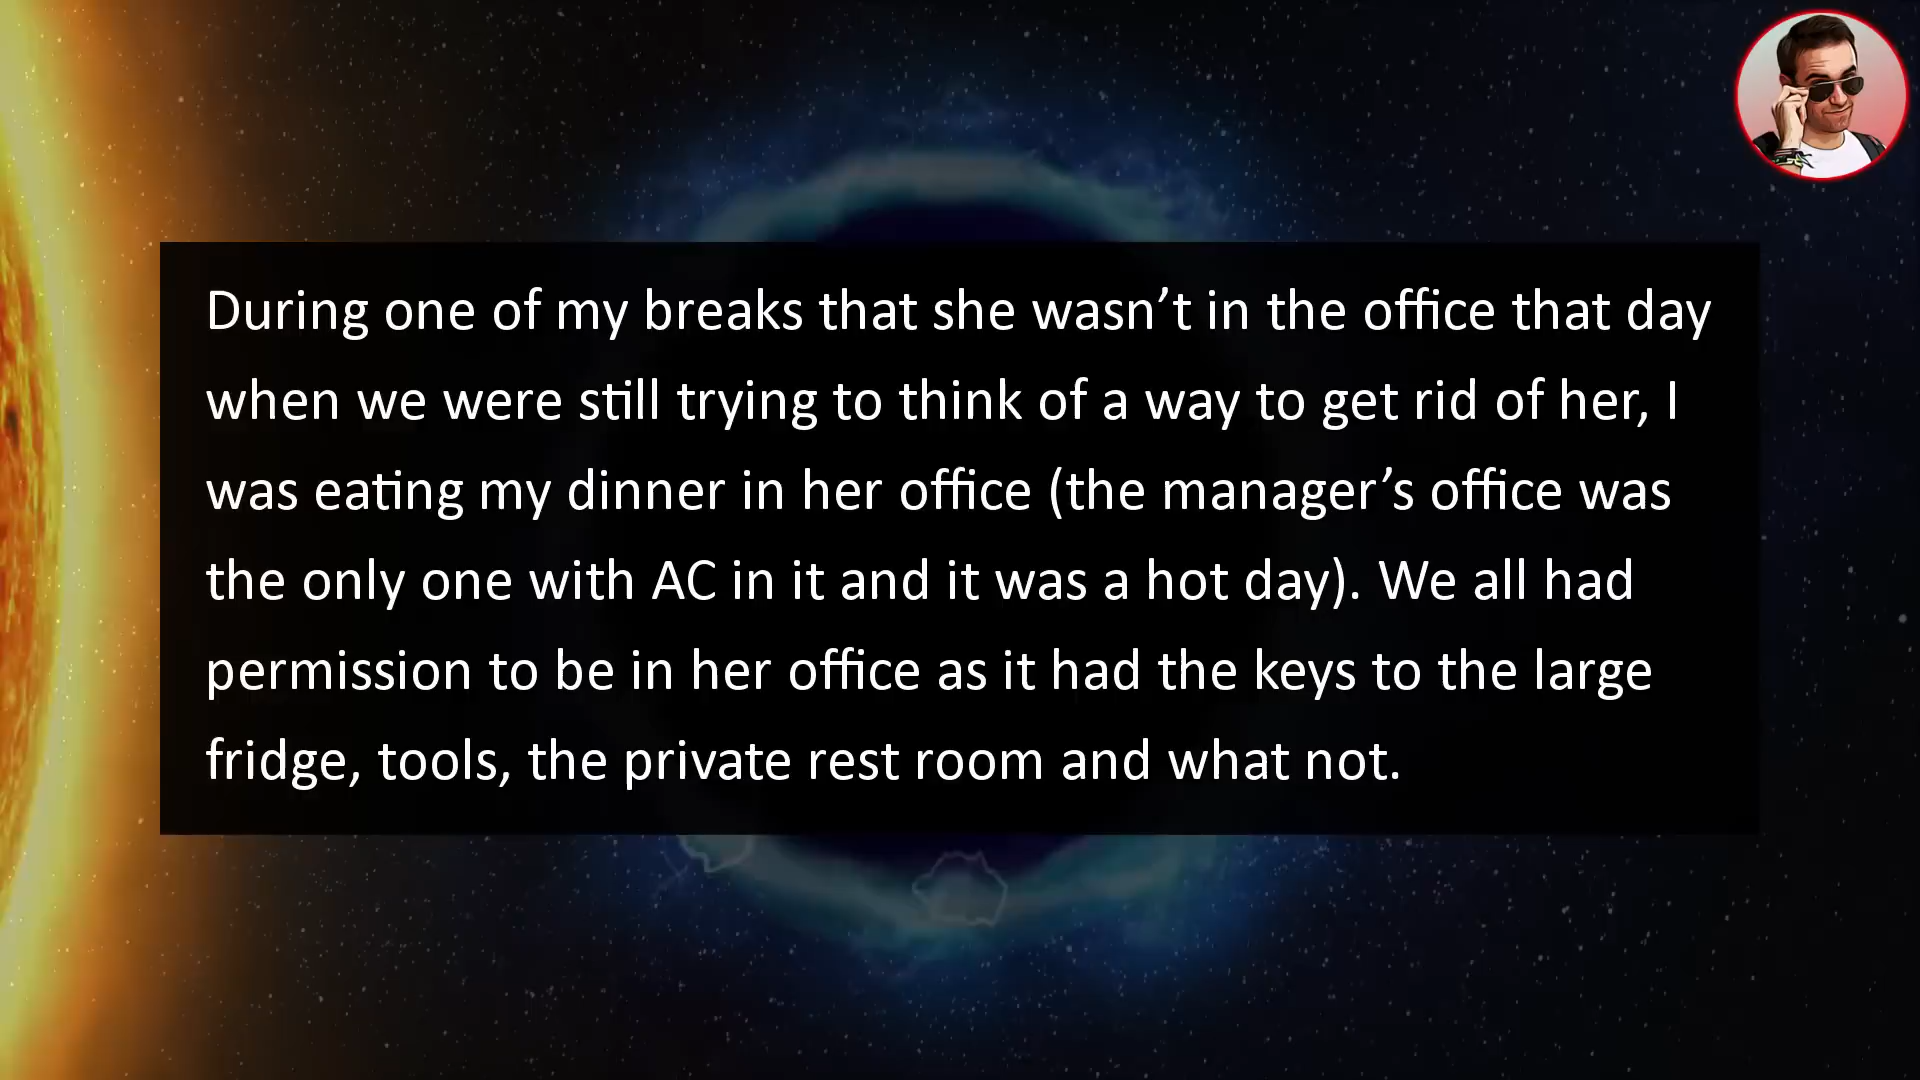 During one of my breaks that she wasn’t in the office that day
when we were still trying to think of a way to get rid of her, I
was eating my dinner in her office (the manager’s office was
the only one with AC in it and it was a hot day). We all had
permission to be in her office as it had the keys to the large
fridge, tools, the private rest room and what not.